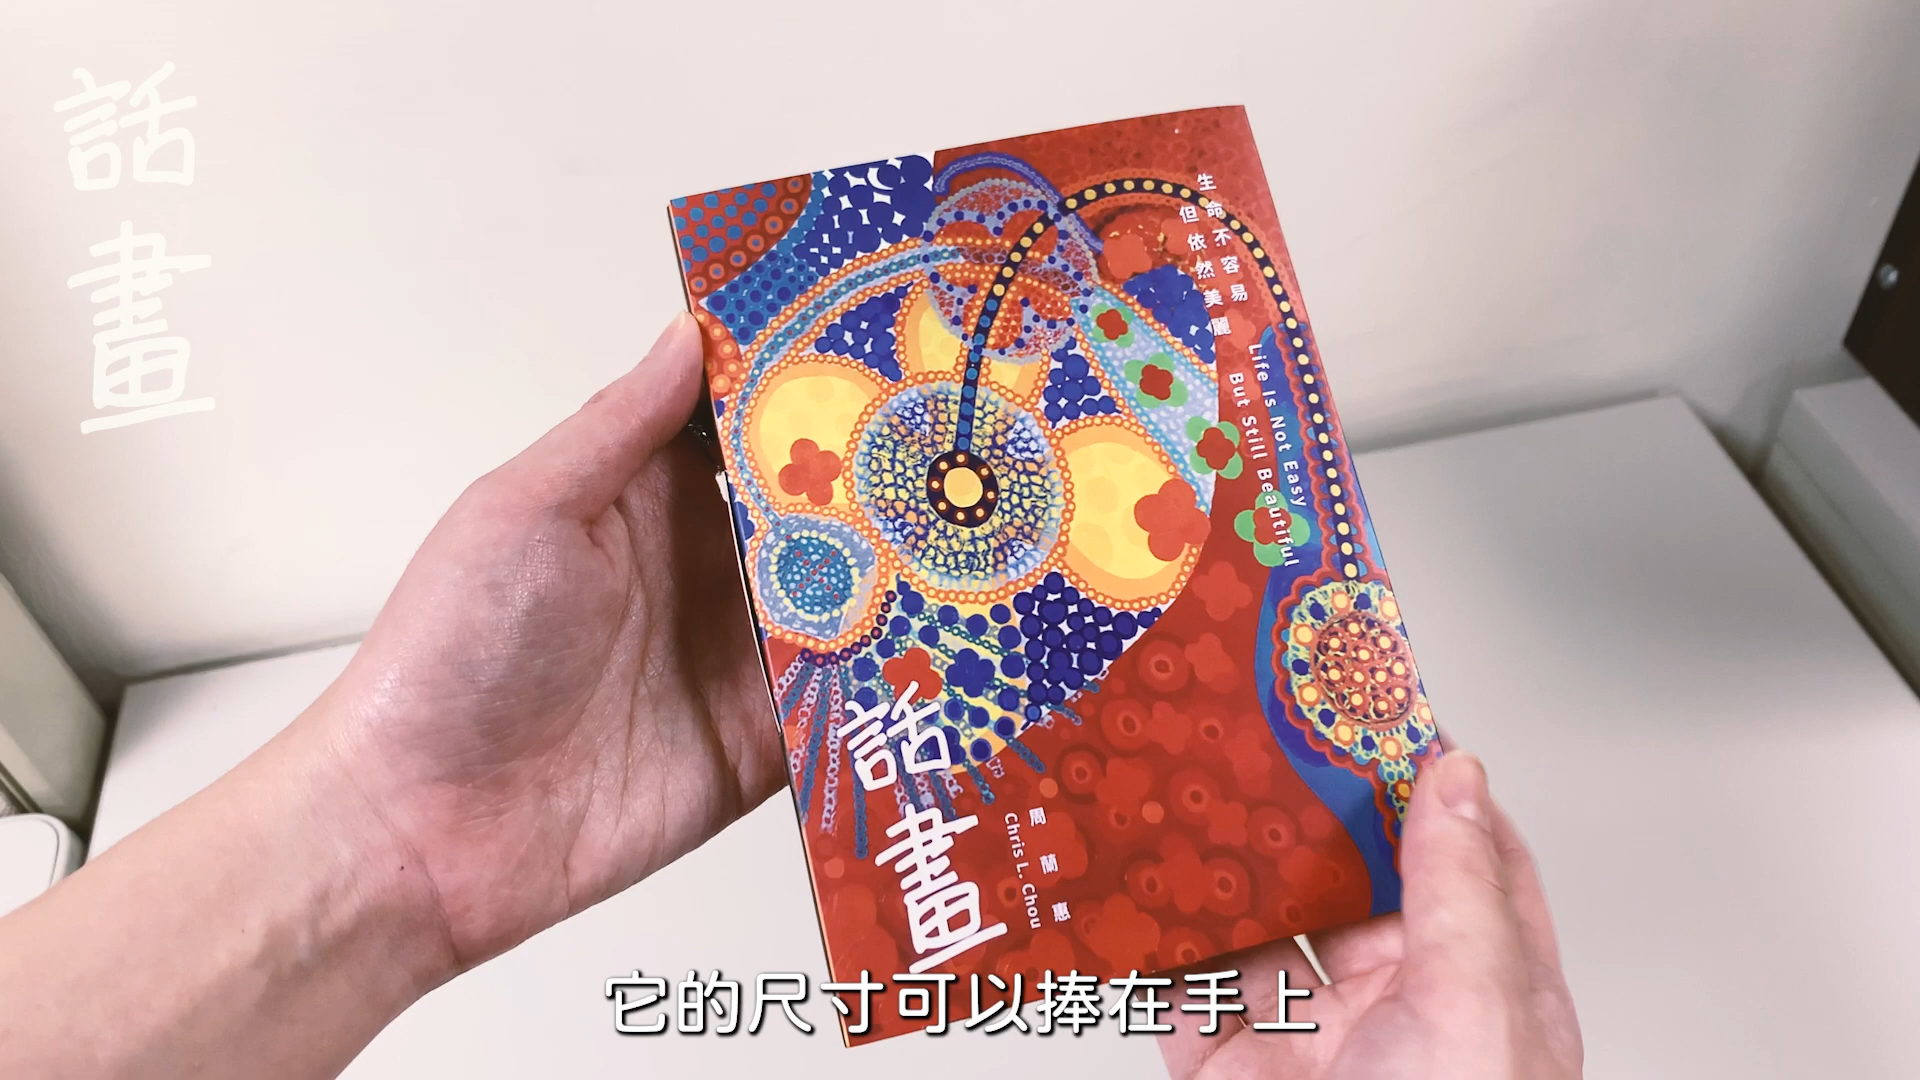 話畫
生命不容易
但依然美麗
Life Is Not Easy
But Still Beautiful
話畫
周蘭惠
Chris L. Chou
它的尺寸可以捧在手上